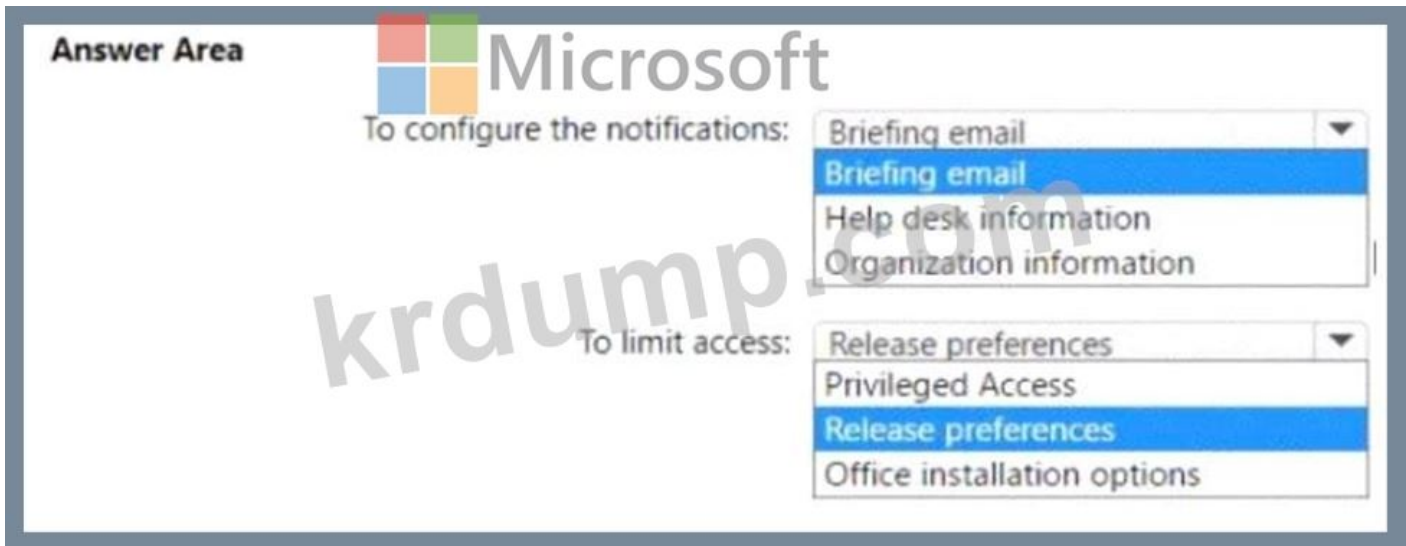 Answer Area
Microsoft
To configure the notifications: Briefing email
Briefing email
Help desk information
Organization information
krdump.com
To limit access: Release preferences
Privileged Access
Release preferences
Office installation options